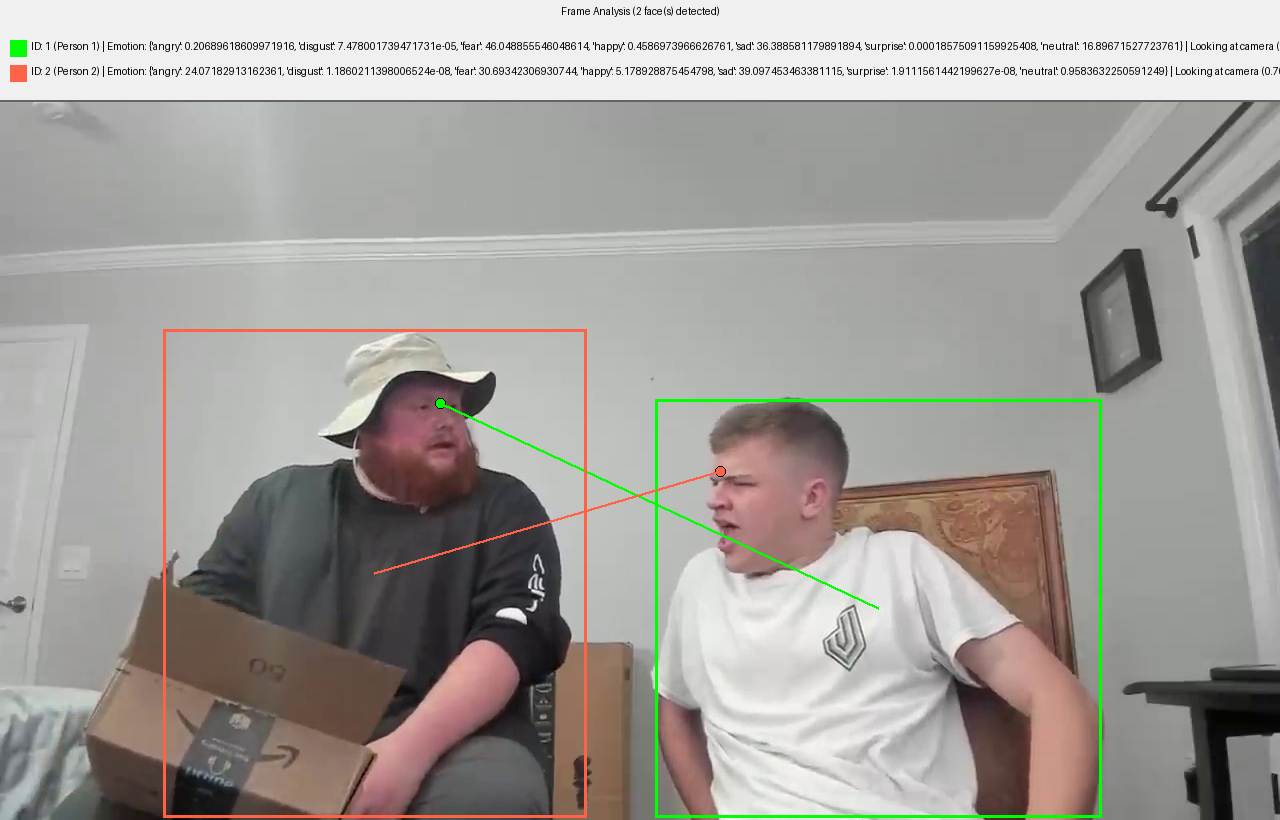 Frame Analysis (2 face(s) detected)
ID: 1 (Person 1) | Emotion: {'angry': 0.20689618609971916, 'disgust': 7.478001739471731e-05, 'fear': 46.048855546048614, 'happy': 0.4586973966626761, 'sad': 36.388581179891894, 'surprise': 0.00018575091159925408, 'neutral': 16.89671527723761} | Looking at camera (
ID: 2 (Person 2) | Emotion: {'angry': 24.07182913162361, 'disgust': 1.1860211398006524e-08, 'fear': 30.69342306930744, 'happy': 5.178928875454798, 'sad': 39.097453463381115, 'surprise': 1.9111561442199627e-08, 'neutral': 0.9583632250591249} | Looking at camera (0.70
50